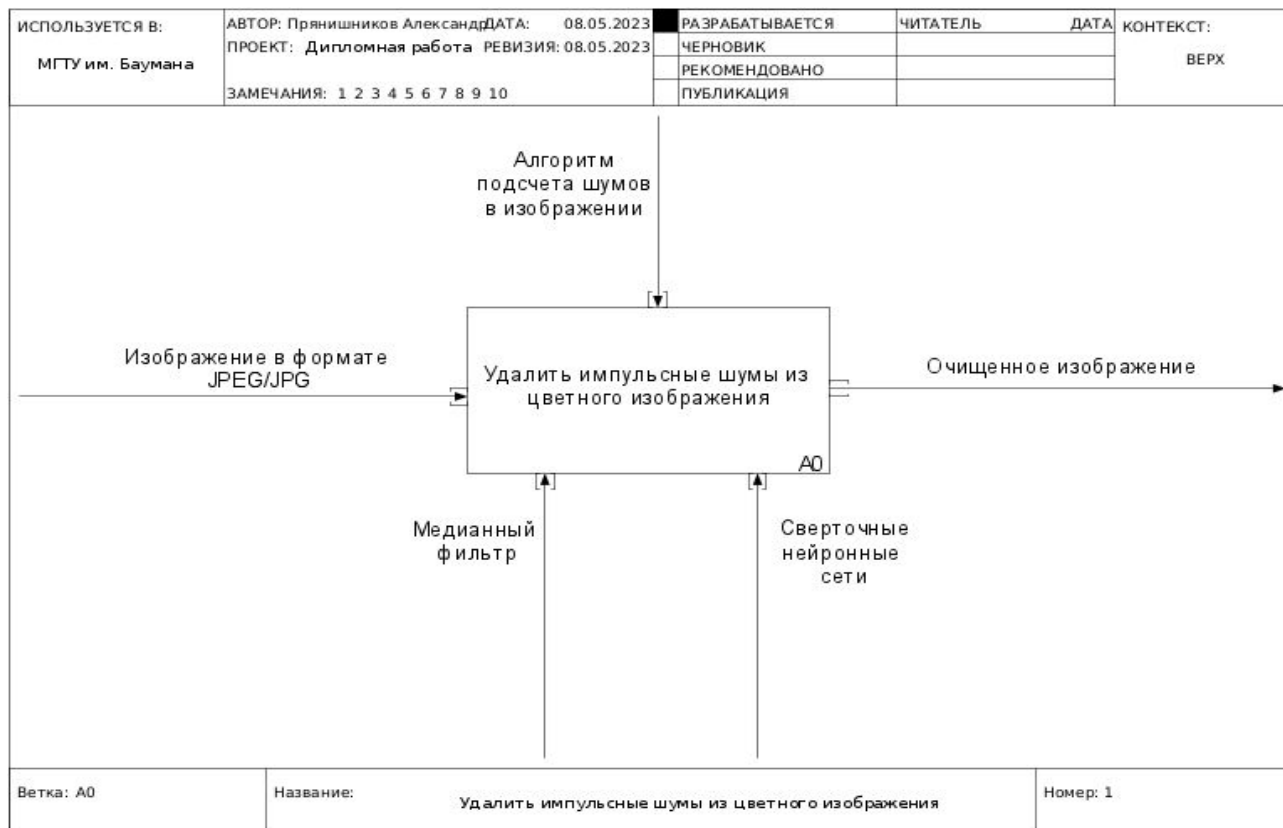 ИСПОЛЬЗУЕТСЯ В:
МГТУ им. Баумана
АВТОР: Прянишников Александр ДАТА: 08.05.2023
ПРОЕКТ: Дипломная работа РЕВИЗИЯ: 08.05.2023
ЗАМЕЧАНИЯ: 1 2 3 4 5 6 7 8 9 10
РАЗРАБАТЫВАЕТСЯ
ЧЕРНОВИК
РЕКОМЕНДОВАНО
ПУБЛИКАЦИЯ
ЧИТАТЕЛЬ ДАТА
КОНТЕКСТ:
ВЕРХ
Алгоритм
подсчета шумов
в изображении
Изображение в формате
JPEG/JPG
Удалить импульсные шумы из
цветного изображения
A0
Очищенное изображение
Медианный
фильтр
Сверточные
нейронные
сети
Ветка: A0
Название:
Удалить импульсные шумы из цветного изображения
Номер: 1